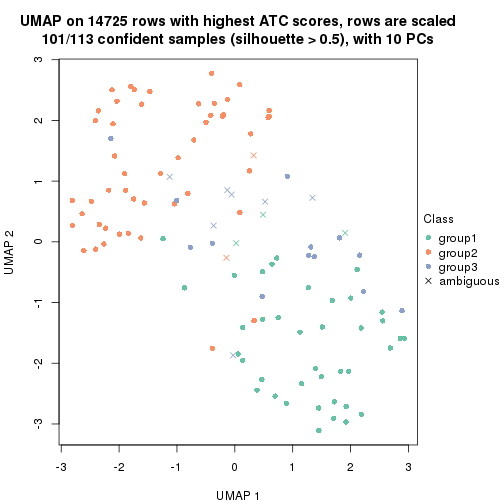 UMAP on 14725 rows with highest ATC scores, rows are scaled
101/113 confident samples (silhouette > 0.5), with 10 PCs
3
2
1
0
-1
-2
-3
UMAP 2
-3
-2
-1
0
1
2
3
UMAP 1
Class
group1
group2
group3
ambiguous